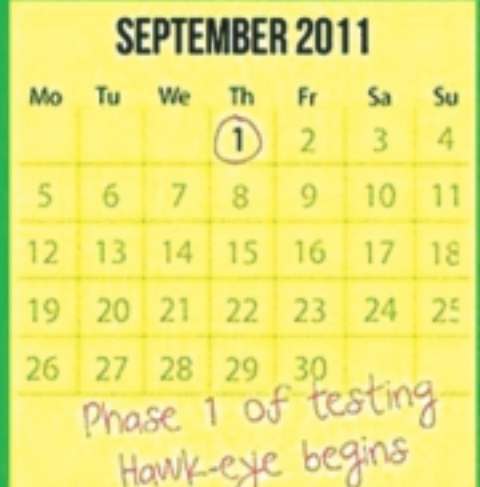 SEPTEMBER 2011
Mo Tu We Th Fr Sa Su
1 2 3 4
5 6 7 8 9 10 11
12 13 14 15 16 17 18
19 20 21 22 23 24 25
26 27 28 29 30
Phase 1 of testing
Hawk-eye begins